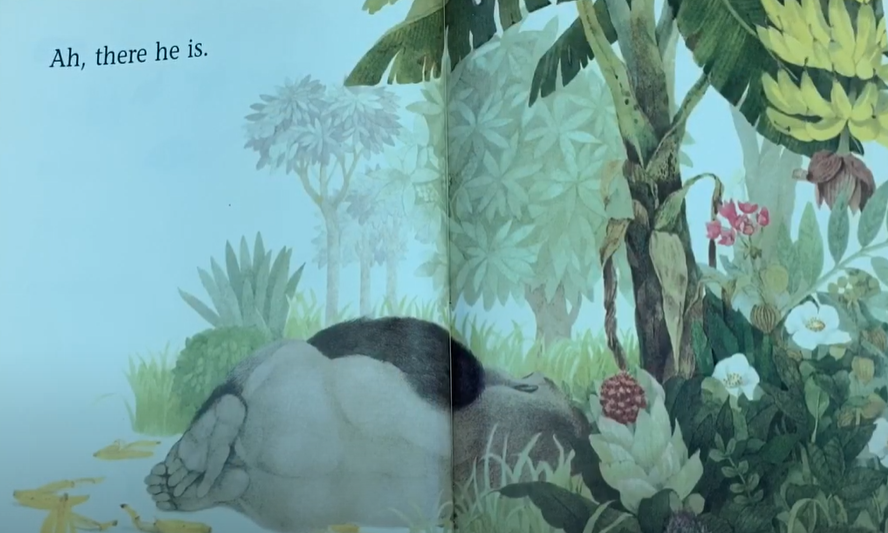 Ah, there he is.